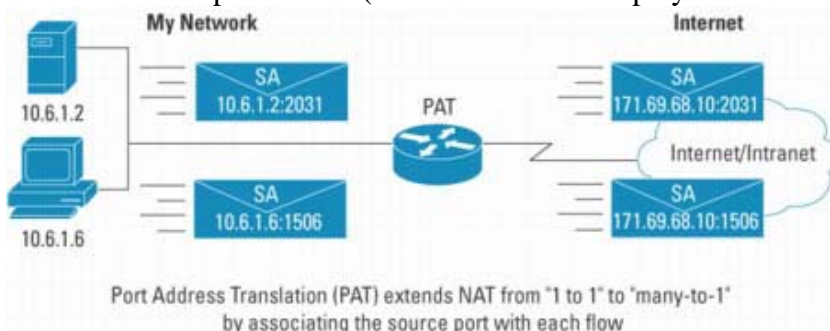 My Network
Internet
SA
10.6.1.2:2031
SA
171.69.68.10:2031
10.6.1.2
PAT
Internet/Intranet
SA
10.6.1.6:1506
SA
171.69.68.10:1506
10.6.1.6
Port Address Translation (PAT) extends NAT from "1 to 1" to "many-to-1"
by associating the source port with each flow